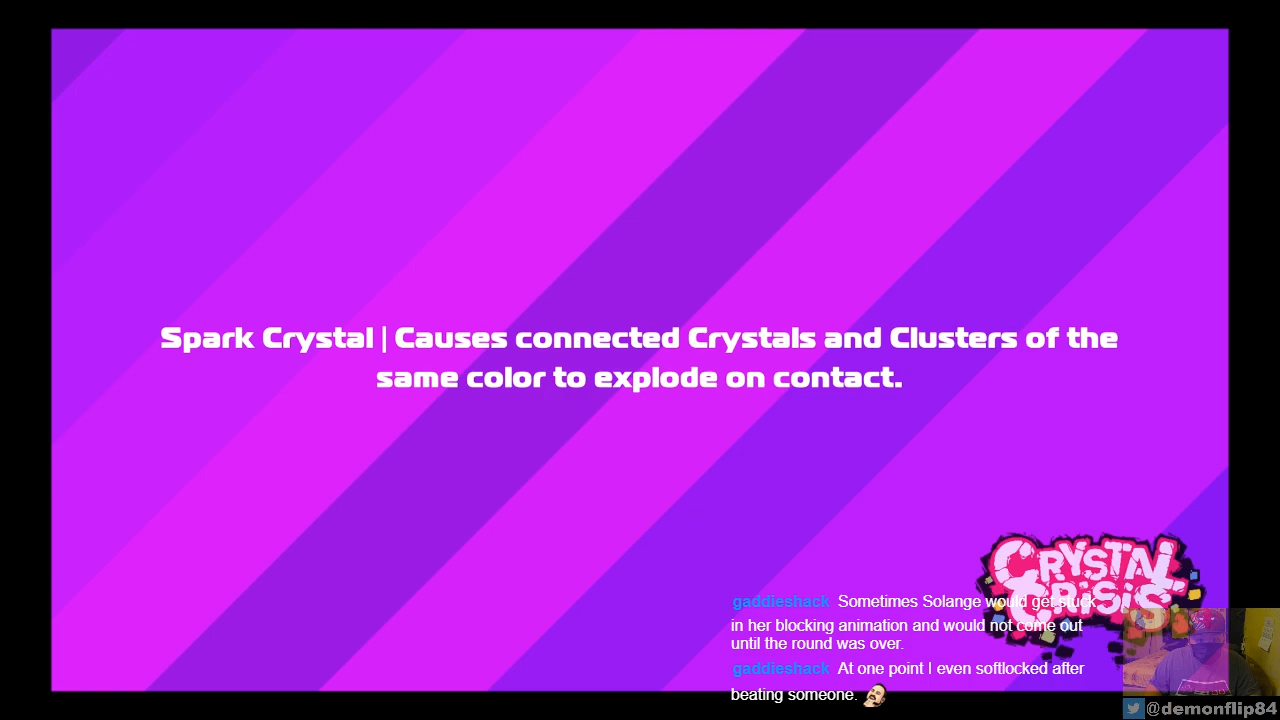 Spark Crystal | Causes connected Crystals and Clusters of the
same color to explode on contact.
CRYSTAL
CRISIS
gaddieshack Sometimes Solange would get stuck
in her blocking animation and would not come out
until the round was over.
gaddieshack At one point I even softlocked after
beating someone.
@demonflip84